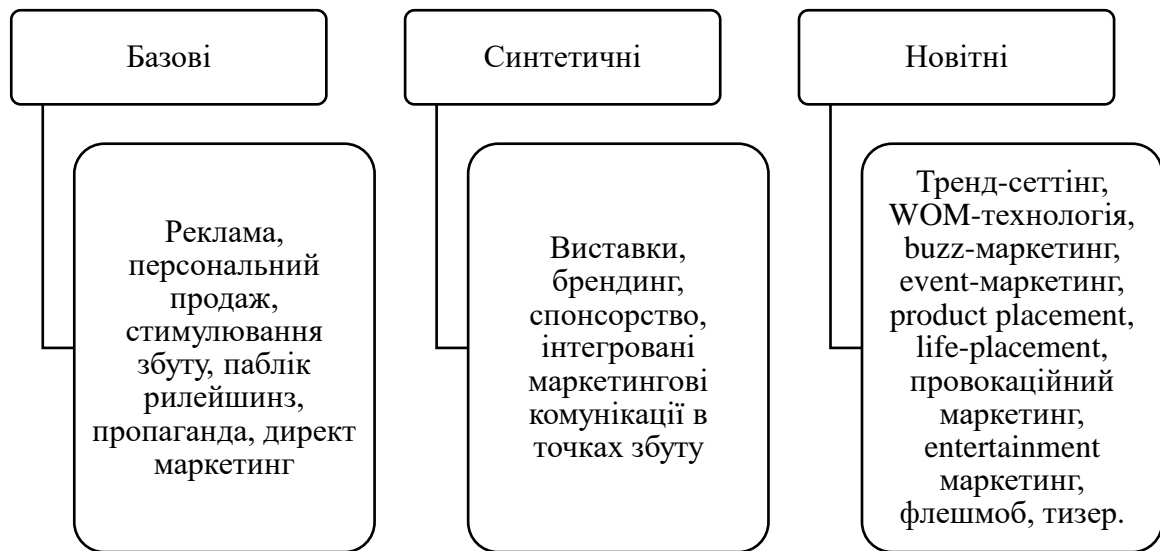 Базові
Реклама,
персональний
продаж,
стимулювання
збуту, паблік
рилейшинз,
пропаганда, директ
маркетинг
Синтетичні
Виставки,
брендинг,
спонсорство,
інтегровані
маркетингові
комунікації в
точках збуту
Новітні
Тренд-сеттінг,
WOM-технологія,
buzz-маркетинг,
event-маркетинг,
product placement,
life-placement,
провокаційний
маркетинг,
entertainment
маркетинг,
флешмоб, тизер.